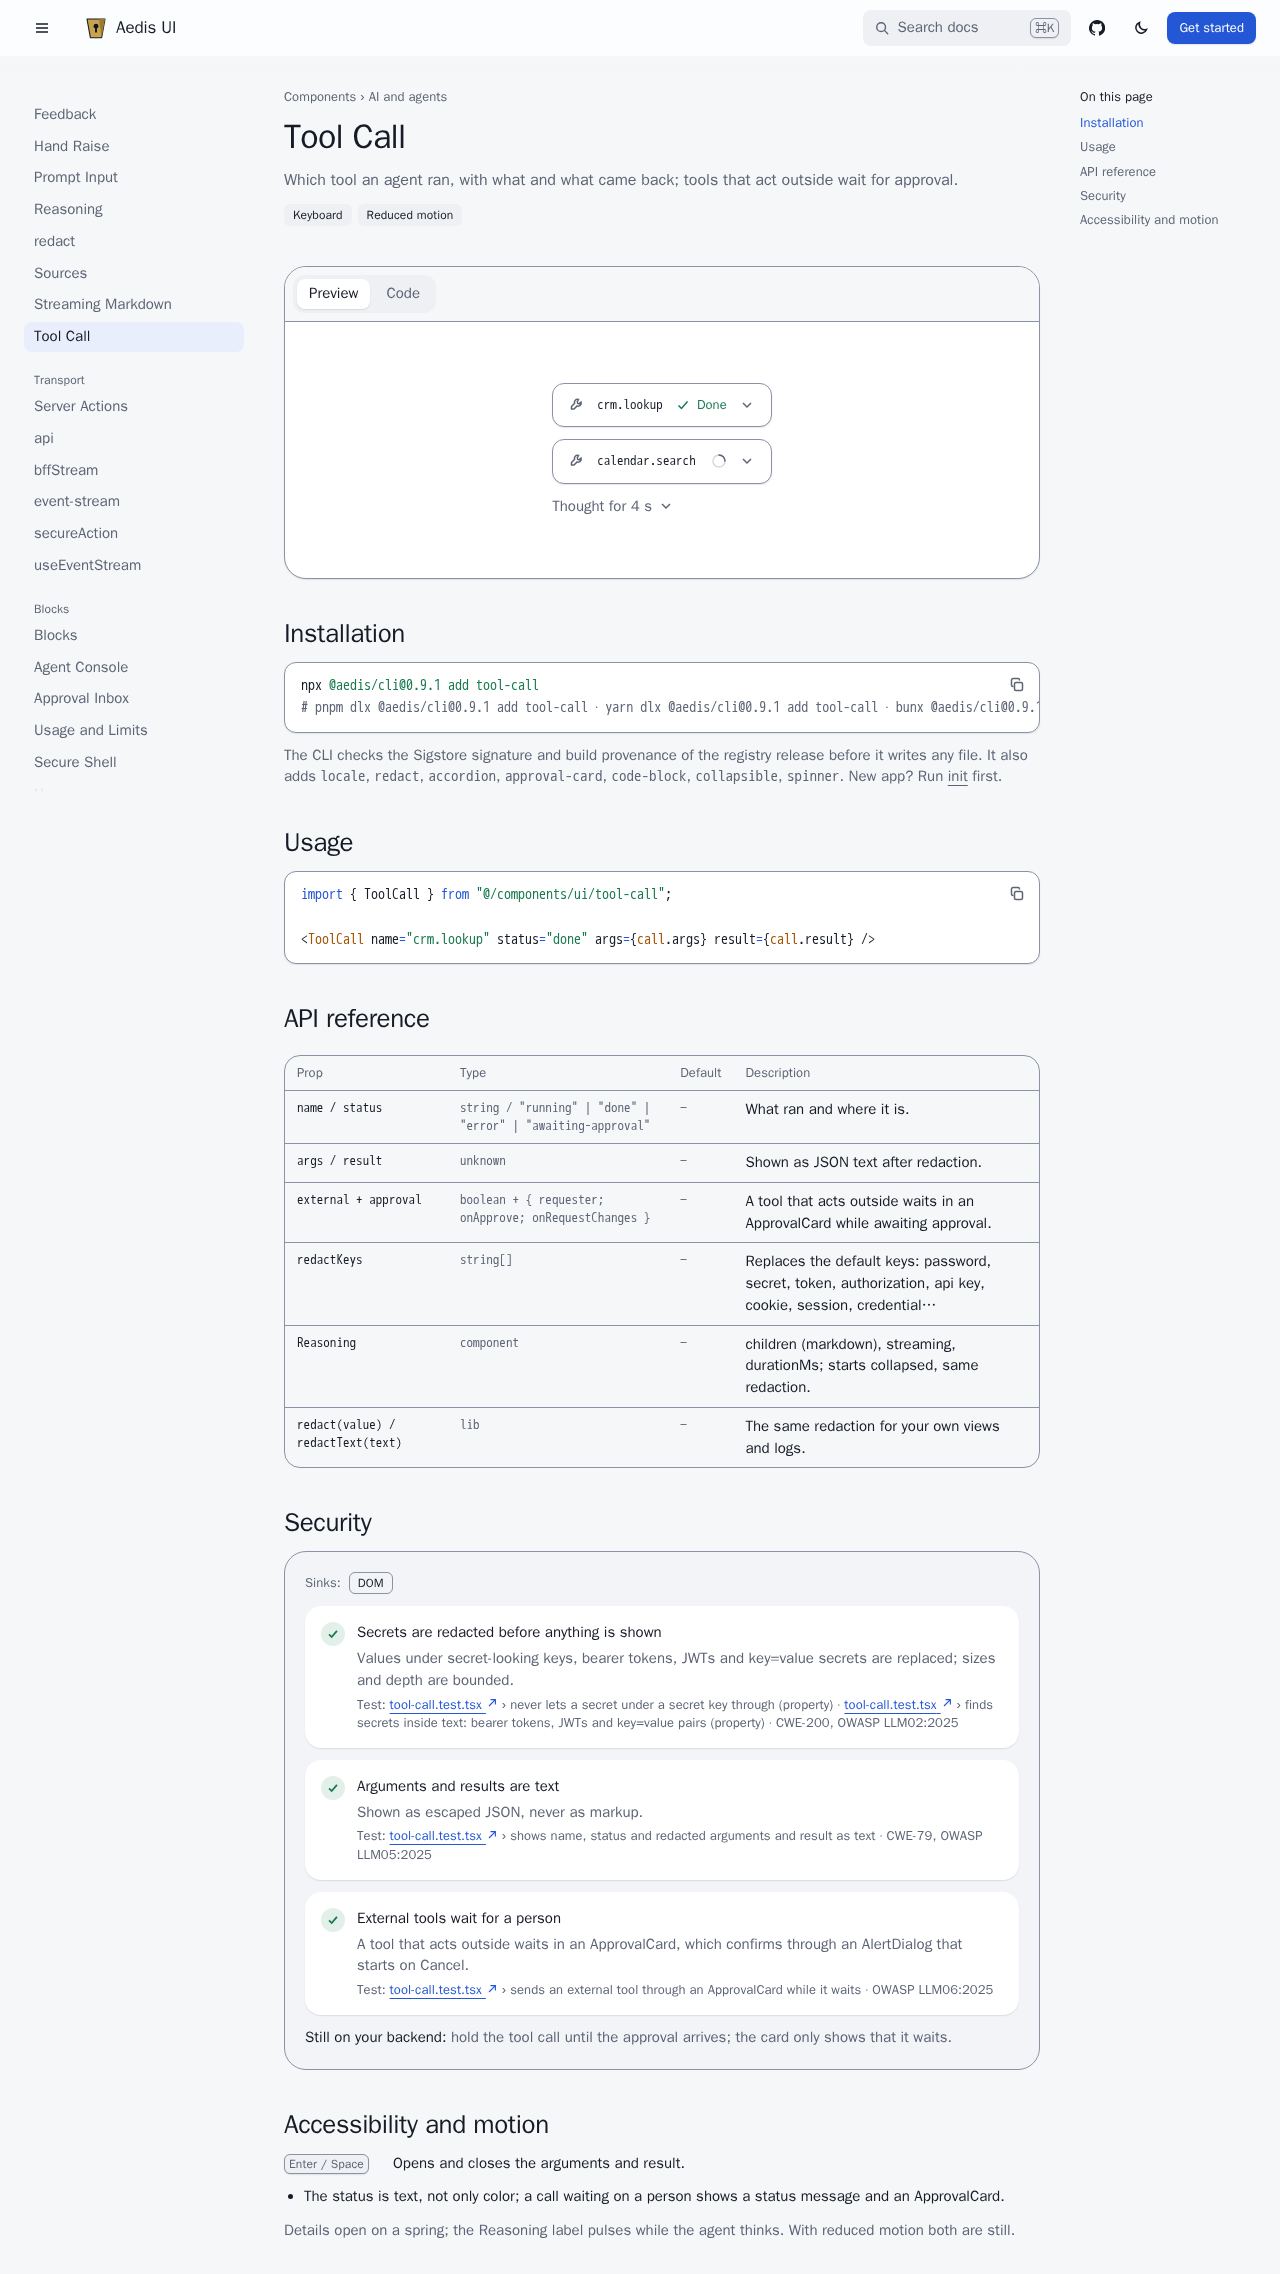 Aedis UI
Search docs
⌘K
Get started
Feedback
Hand Raise
Prompt Input
Reasoning
redact
Sources
Streaming Markdown
Tool Call
Transport
Server Actions
api
bffStream
event-stream
secureAction
useEventStream
Blocks
Blocks
Agent Console
Approval Inbox
Usage and Limits
Secure Shell
Components › AI and agents
Tool Call
Which tool an agent ran, with what and what came back; tools that act outside wait for approval.
Keyboard
Reduced motion
Preview
Code
crm.lookup
Done
calendar.search
Thought for 4 s
Installation
npx @aedis/cli@0.9.1 add tool-call
# pnpm dlx @aedis/cli@0.9.1 add tool-call · yarn dlx @aedis/cli@0.9.1 add tool-call · bunx @aedis/cli@0.9.1
The CLI checks the Sigstore signature and build provenance of the registry release before it writes any file. It also
adds locale, redact, accordion, approval-card, code-block, collapsible, spinner. New app? Run init first.
Usage
import { ToolCall } from "@/components/ui/tool-call";
<ToolCall name="crm.lookup" status="done" args={call.args} result={call.result} />
API reference
Prop
Type
Default
Description
name / status
string / "running" | "done" |
"error" | "awaiting-approval"
—
What ran and where it is.
args / result
unknown
—
Shown as JSON text after redaction.
external + approval
boolean + { requester;
onApprove; onRequestChanges }
—
A tool that acts outside waits in an
ApprovalCard while awaiting approval.
redactKeys
string[]
—
Replaces the default keys: password,
secret, token, authorization, api key,
cookie, session, credential…
Reasoning
component
—
children (markdown), streaming,
durationMs; starts collapsed, same
redaction.
redact(value) /
redactText(text)
lib
—
The same redaction for your own views
and logs.
Security
Sinks:
DOM
Secrets are redacted before anything is shown
Values under secret-looking keys, bearer tokens, JWTs and key=value secrets are replaced; sizes
and depth are bounded.
Test: tool-call.test.tsx ↗ › never lets a secret under a secret key through (property) · tool-call.test.tsx ↗ › finds
secrets inside text: bearer tokens, JWTs and key=value pairs (property) · CWE-200, OWASP LLM02:2025
Arguments and results are text
Shown as escaped JSON, never as markup.
Test: tool-call.test.tsx ↗ › shows name, status and redacted arguments and result as text · CWE-79, OWASP
LLM05:2025
External tools wait for a person
A tool that acts outside waits in an ApprovalCard, which confirms through an AlertDialog that
starts on Cancel.
Test: tool-call.test.tsx ↗ › sends an external tool through an ApprovalCard while it waits · OWASP LLM06:2025
Still on your backend: hold the tool call until the approval arrives; the card only shows that it waits.
Accessibility and motion
Enter / Space
Opens and closes the arguments and result.
• The status is text, not only color; a call waiting on a person shows a status message and an ApprovalCard.
Details open on a spring; the Reasoning label pulses while the agent thinks. With reduced motion both are still.
On this page
Installation
Usage
API reference
Security
Accessibility and motion